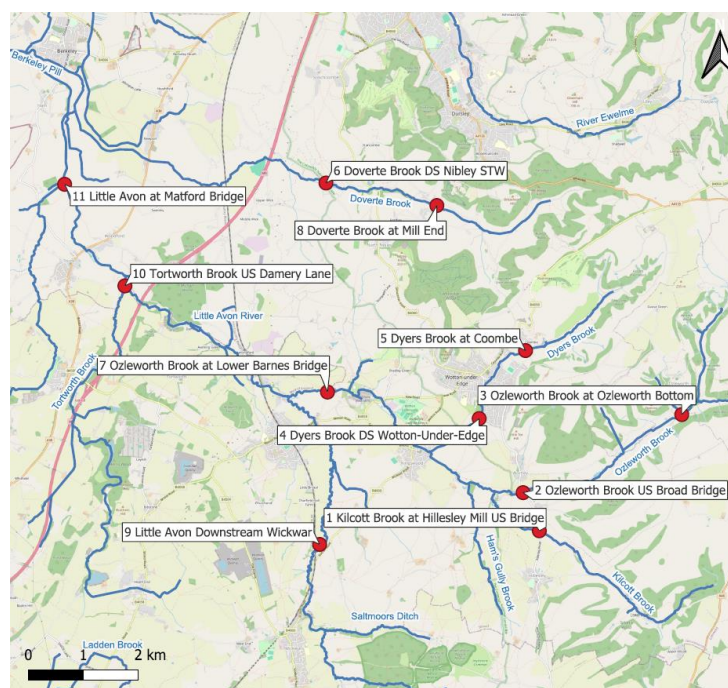 Berkeley
Berkeley Pill
Dursley
River Ewelme
6 Doverte Brook DS Nibley STW
11 Little Avon at Matford Bridge
Doverte Brook
8 Doverte Brook at Mill End
10 Tortworth Brook US Damery Lane
Little Avon River
5 Dyers Brook at Coombe
Dyers Brook
Tortworth Brook
7 Ozleworth Brook at Lower Barnes Bridge
Wotton-under-Edge
3 Ozleworth Brook at Ozleworth Bottom
4 Dyers Brook DS Wotton-Under-Edge
Ozleworth Brook
2 Ozleworth Brook US Broad Bridge
1 Kilcott Brook at Hillesley Mill US Bridge
9 Little Avon Downstream Wickwar
Ham's Gully Brook
Kilcott Brook
Saltmoors Ditch
Ladden Brook
0 1 2 km